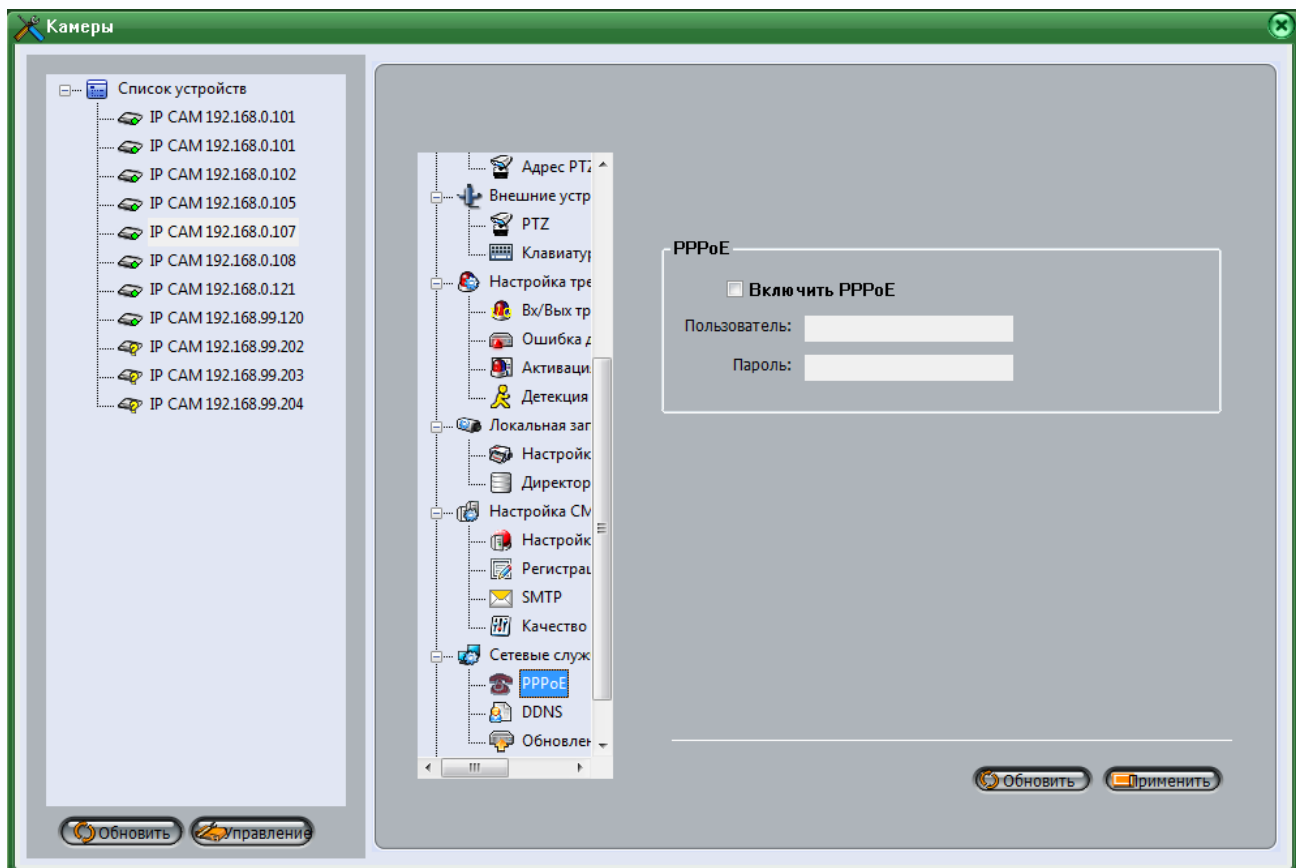 Камеры
Список устройств
IP CAM 192.168.0.101
IP CAM 192.168.0.101
IP CAM 192.168.0.102
IP CAM 192.168.0.105
IP CAM 192.168.0.107
IP CAM 192.168.0.108
IP CAM 192.168.0.121
IP CAM 192.168.99.120
IP CAM 192.168.99.202
IP CAM 192.168.99.203
IP CAM 192.168.99.204
Обновить
Управление
Адрес PTZ
Внешние устр
PTZ
Клавиатур
Настройка тре
Вх/Вых тр
Ошибка д
Активаци
Детекция
Локальная заг
Настройк
Директор
Настройка СМ
Настройк
Регистрац
SMTP
Качество
Сетевые служ
PPPoE
DDNS
Обновлен
PPPoE
Включить PPPoE
Пользователь:
Пароль:
Обновить
Применить